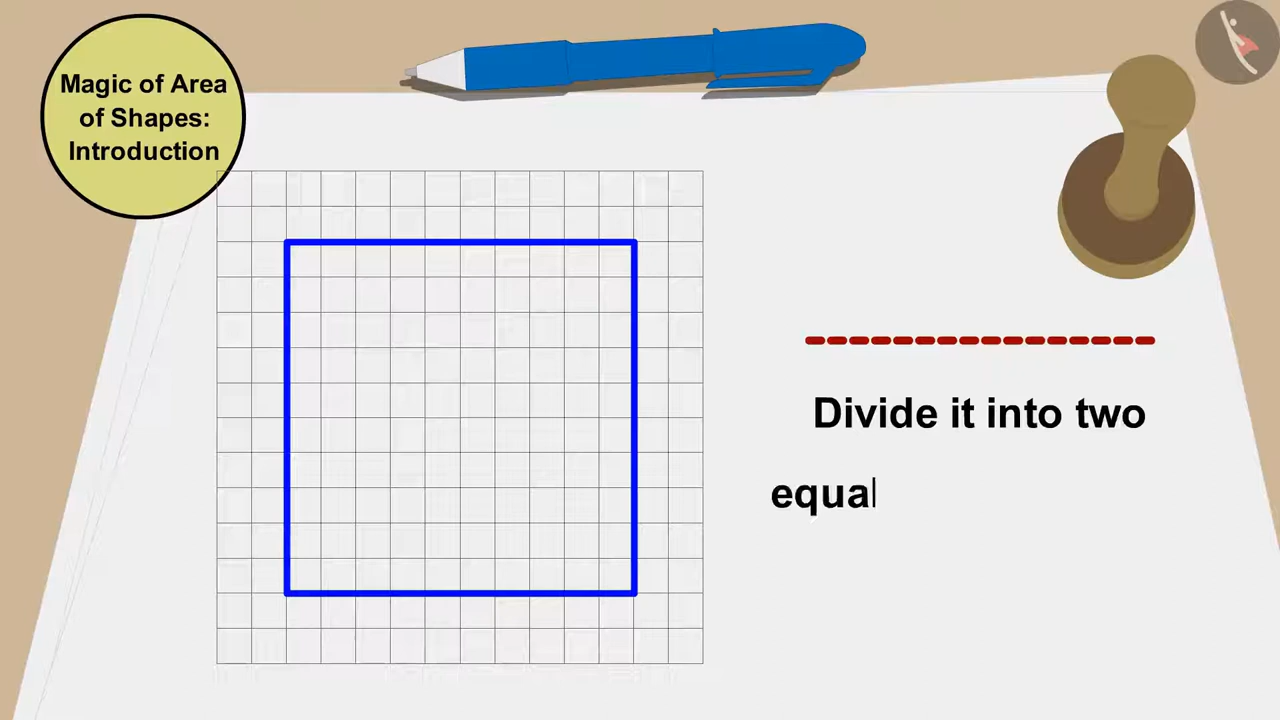 Magic of Area
of Shapes:
Introduction
Divide it into two
equal